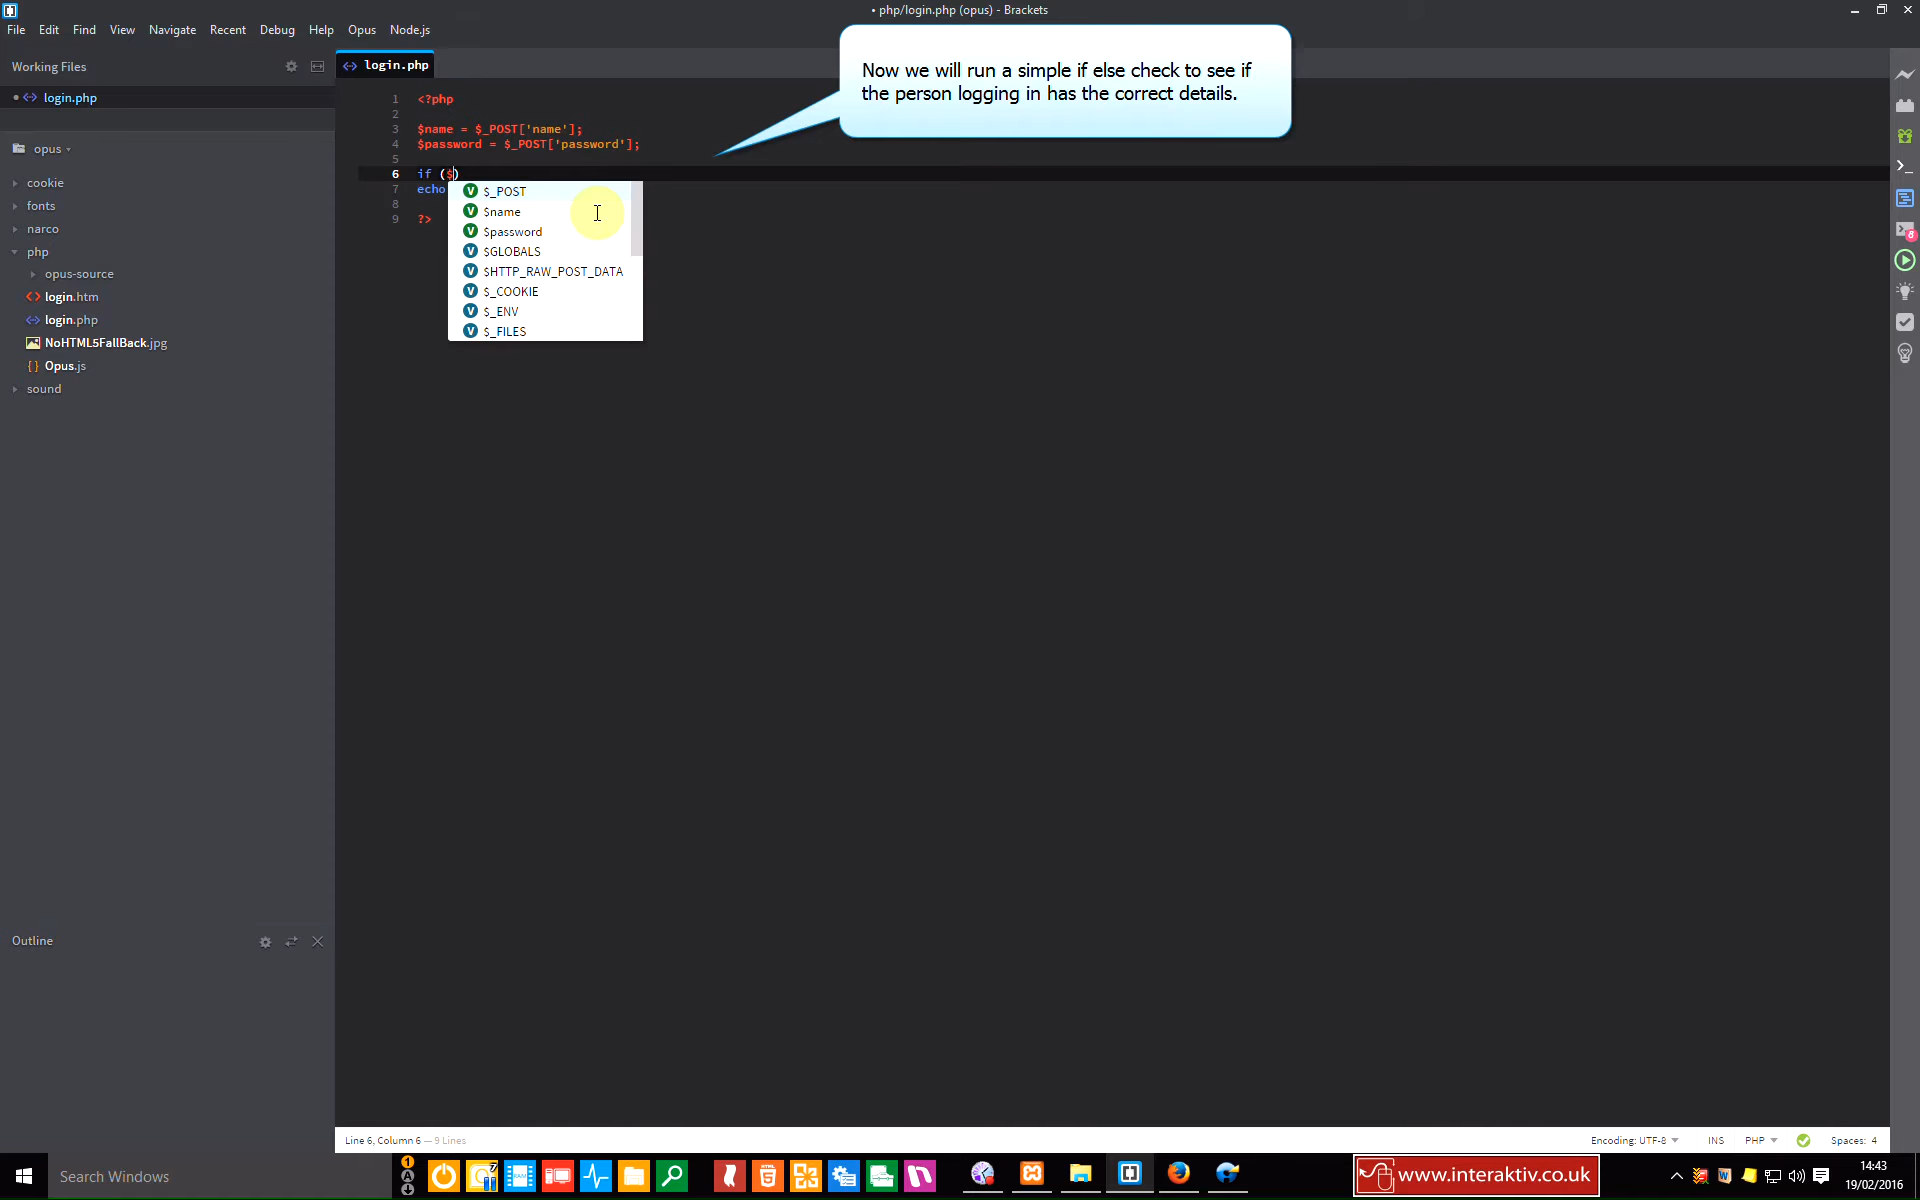 • php/login.php (opus) - Brackets
File Edit Find View Navigate Recent Debug Help Opus Node.js
Working Files
login.php
• login.php
opus
cookie
fonts
narco
php
opus-source
login.htm
login.php
NoHTML5FallBack.jpg
Opus.js
sound
Outline
Now we will run a simple if else check to see if
the person logging in has the correct details.
1 <?php
2
3 $name = $_POST['name'];
4 $password = $_POST['password'];
5
6 if ($)
7 echo
8
9 ?>
V $_POST
V $name
V $password
V $GLOBALS
V $HTTP_RAW_POST_DATA
V $_COOKIE
V $_ENV
V $_FILES
8
Line 6, Column 6 — 9 Lines
Encoding: UTF-8 INS PHP Spaces: 4
Search Windows
www.interaktiv.co.uk
14:43
19/02/2016